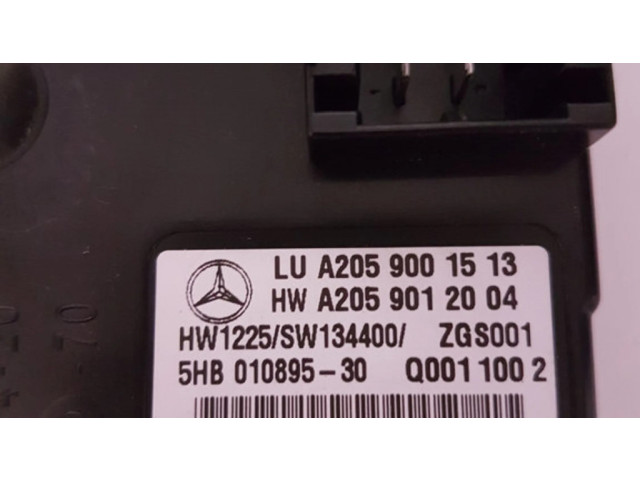 LU A205 900 15 13
HW A205 901 20 04
HW1225/SW134400/ ZGS001
5HB 010895-30 Q001 100 2
70